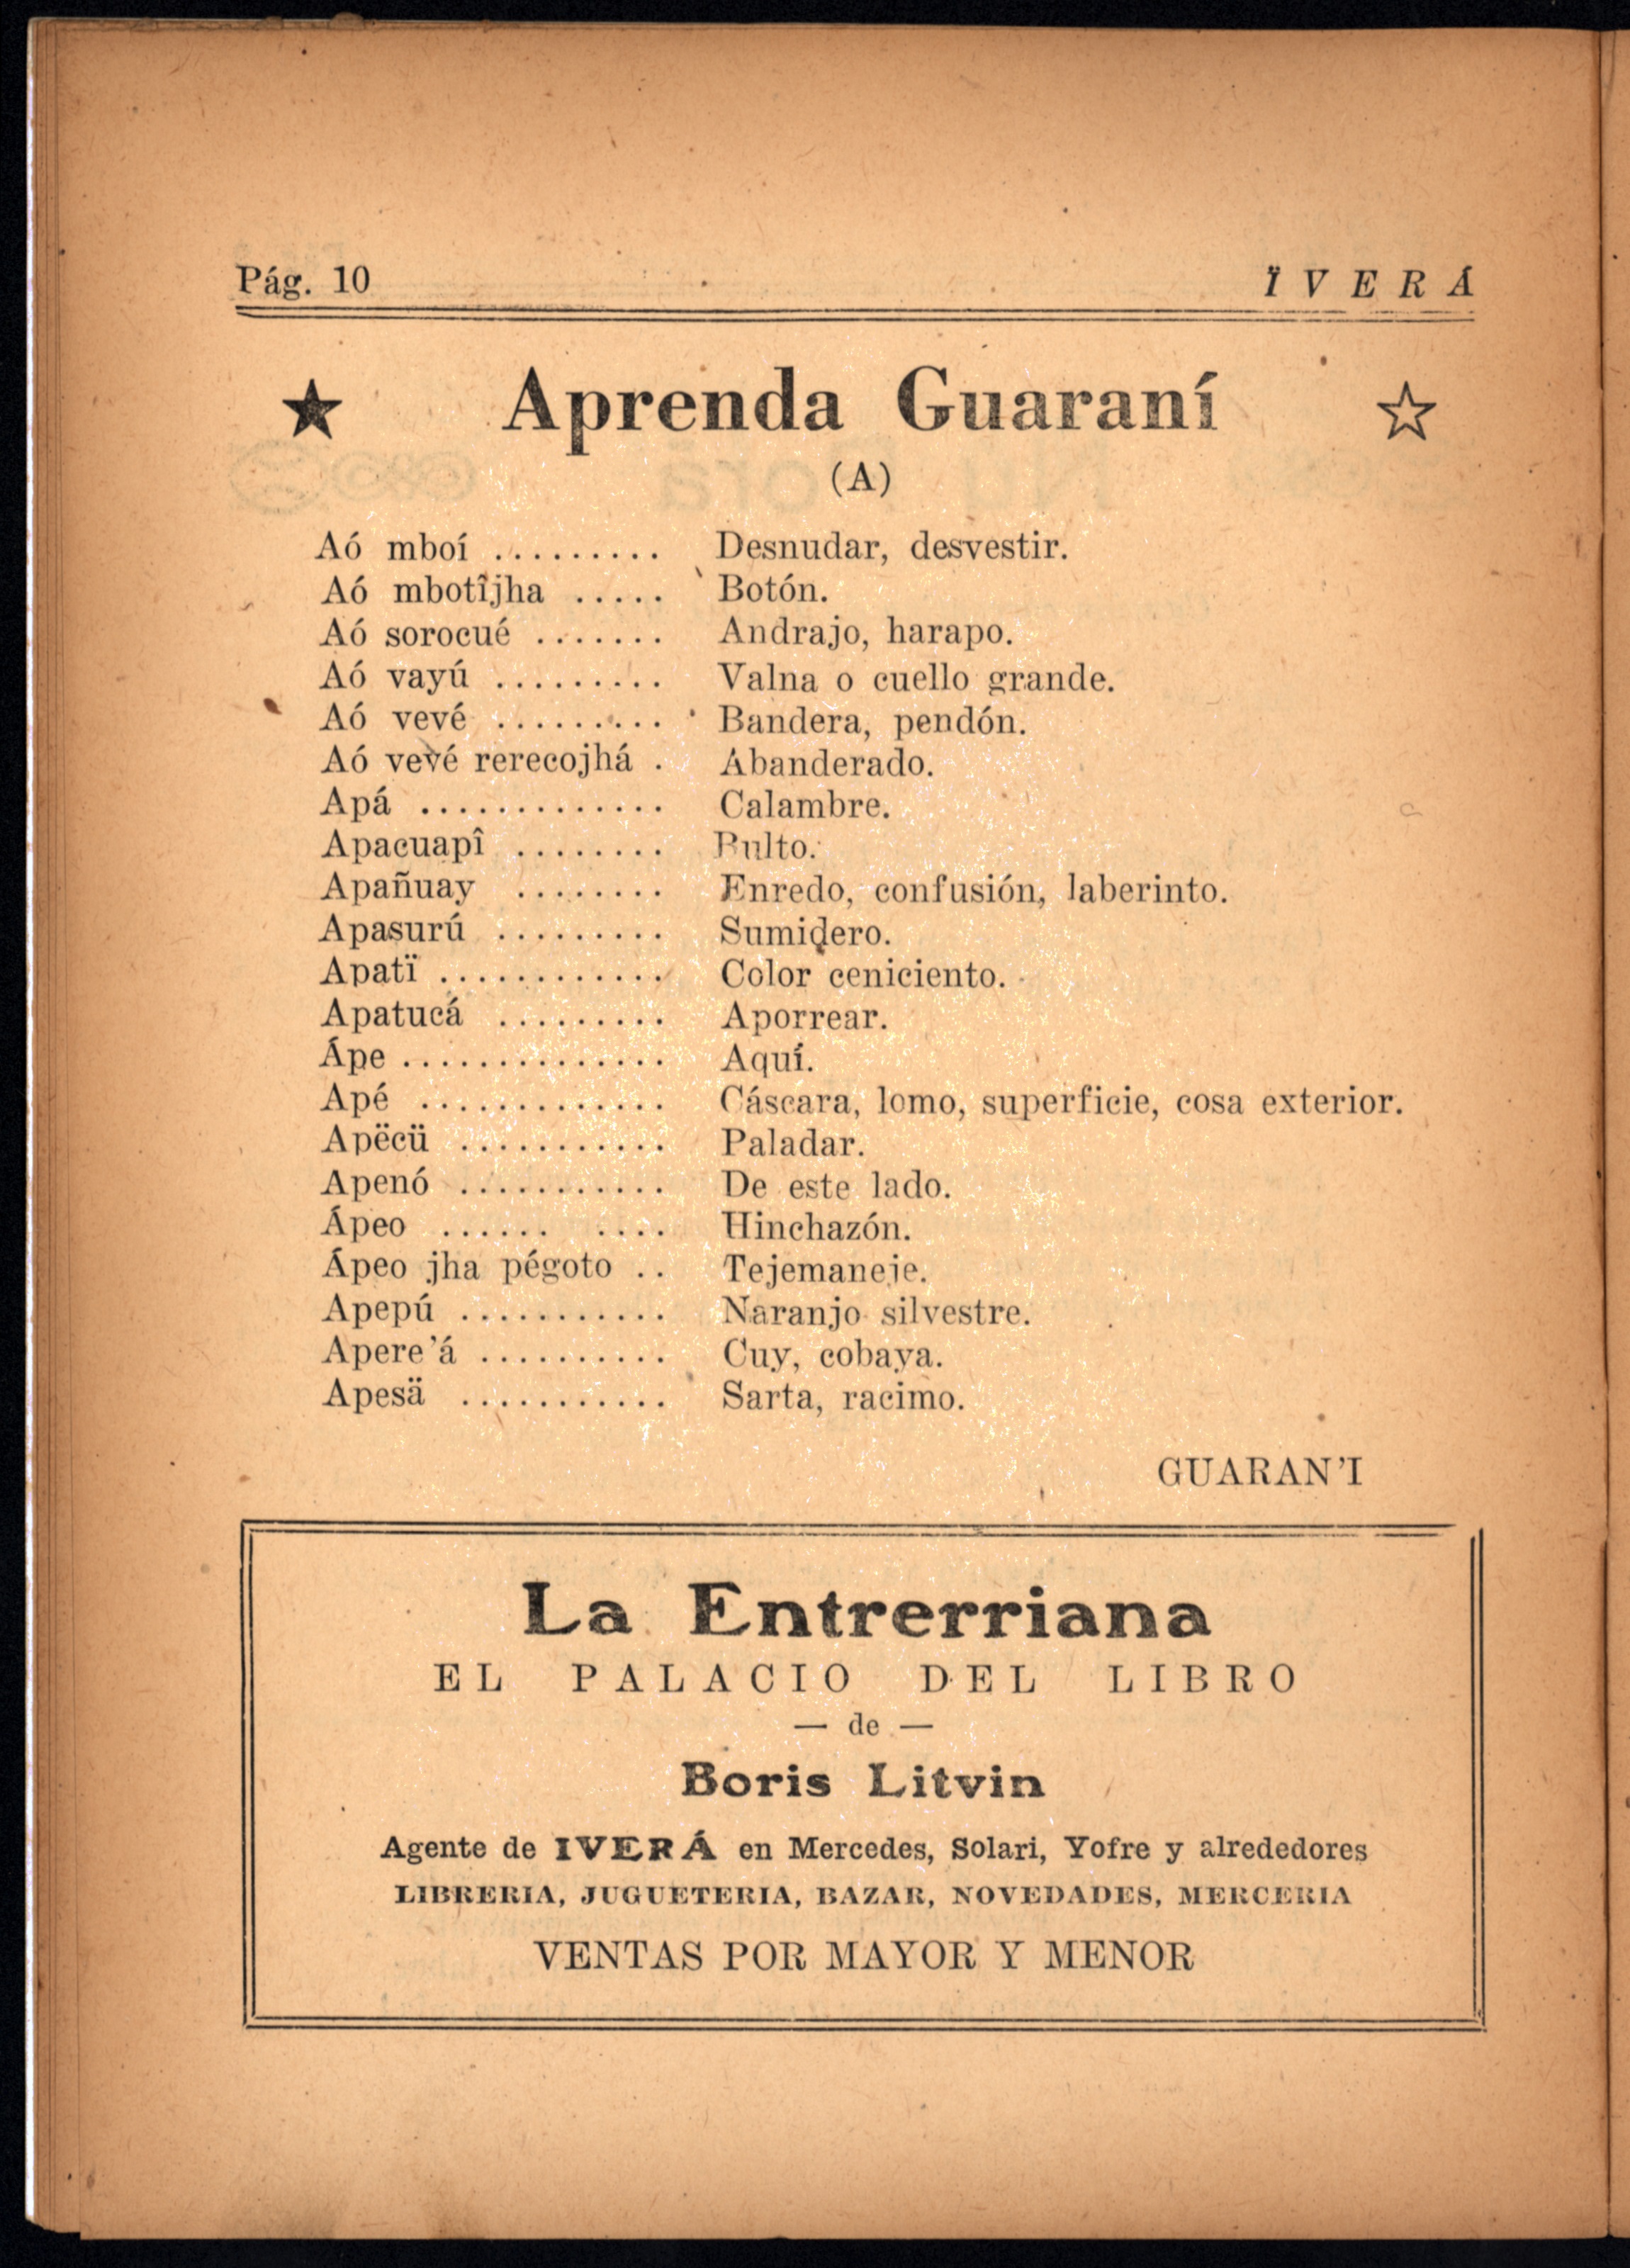 Pág. 10 Ï V E R Á
★ Aprenda Guaraní ☆
(A)
Aó mboí ......... Desnudar, desvestir.
Aó mbotîjha ..... Botón.
Aó sorocué ....... Andrajo, harapo.
Aó vayú ......... Valna o cuello grande.
Aó vevé ......... Bandera, pendón.
Aó vevé rerecojhá . Abanderado.
Apá ............. Calambre.
Apacuapî ........ Bulto.
Apañuay ........ Enredo, confusión, laberinto.
Apasurú ......... Sumidero.
Apatï ............ Color ceniciento.
Apatucá ......... Aporrear.
Ápe .............. Aquí.
Apé ............. Cáscara, lomo, superficie, cosa exterior.
Apëcü ........... Paladar.
Apenó ........... De este lado.
Ápeo ...... .... Hinchazón.
Ápeo jha pégoto .. Tejemaneje.
Apepú ........... Naranjo silvestre.
Apere'á .......... Cuy, cobaya.
Apesä ........... Sarta, racimo.
GUARAN'I
La Entrerriana
EL PALACIO DEL LIBRO
— de —
Boris Litvin
Agente de IVERÁ en Mercedes, Solari, Yofre y alrededores
LIBRERIA, JUGUETERIA, BAZAR, NOVEDADES, MERCERIA
VENTAS POR MAYOR Y MENOR